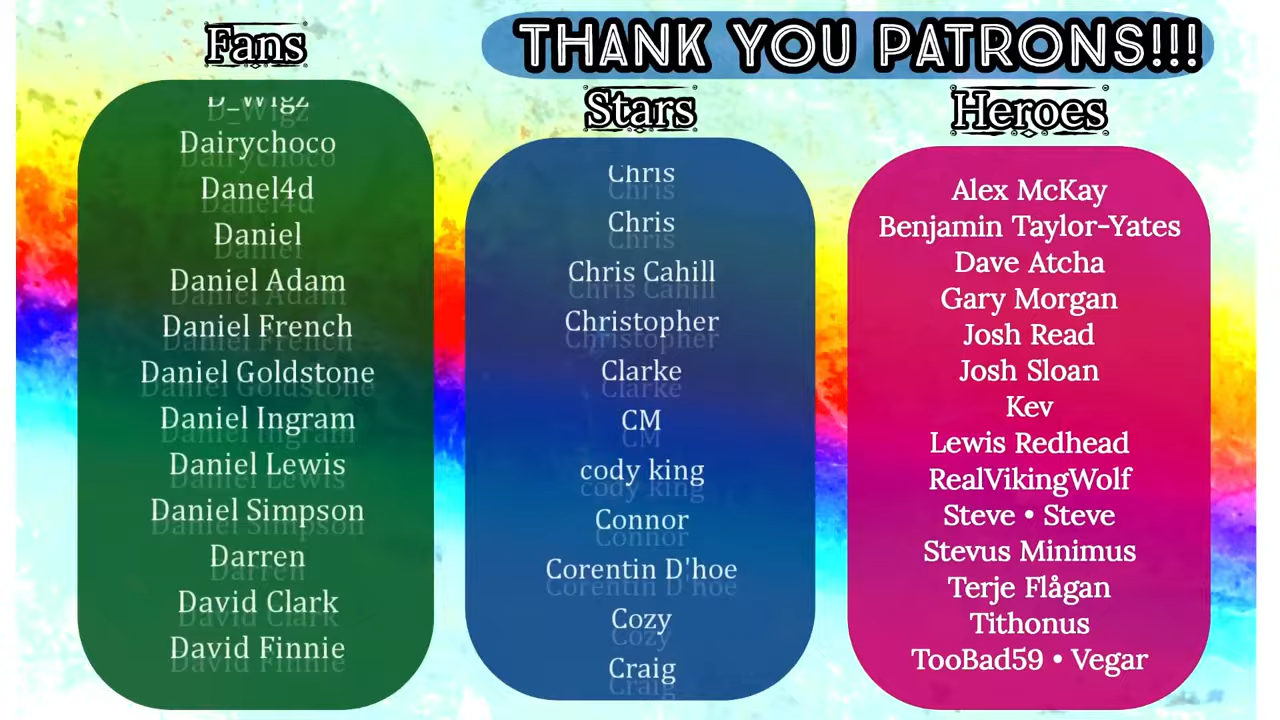 Fans
D_Wigz
Dairychoco
Danel4d
Daniel
Daniel Adam
Daniel French
Daniel Goldstone
Daniel Ingram
Daniel Lewis
Daniel Simpson
Darren
David Clark
David Finnie
THANK YOU PATRONS!!!
Stars
Chris
Chris
Chris Cahill
Christopher
Clarke
CM
cody king
Connor
Corentin D'hoe
Cozy
Craig
Heroes
Alex McKay
Benjamin Taylor-Yates
Dave Atcha
Gary Morgan
Josh Read
Josh Sloan
Kev
Lewis Redhead
RealVikingWolf
Steve • Steve
Stevus Minimus
Terje Flågan
Tithonus
TooBad59 • Vegar